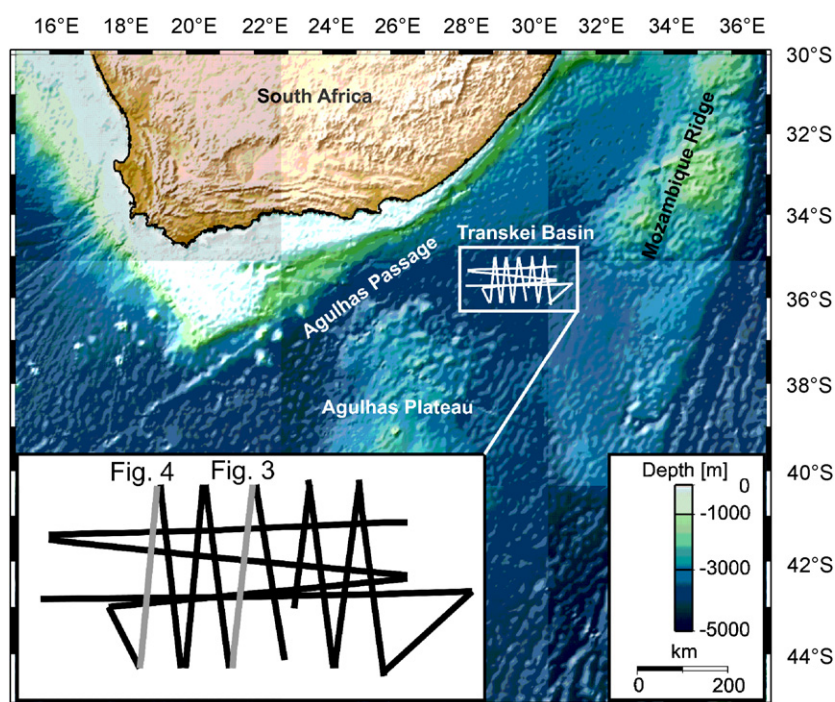 16°E 18°E 20°E 22°E 24°E 26°E 28°E 30°E 32°E 34°E 36°E
30°S
South Africa
32°S
Mozambique Ridge
34°S
Transkei Basin
Agulhas Passage
36°S
38°S
Agulhas Plateau
Fig. 4 Fig. 3
Depth [m]
40°S
0
-1000
-3000
42°S
-5000
km
0 200
44°S